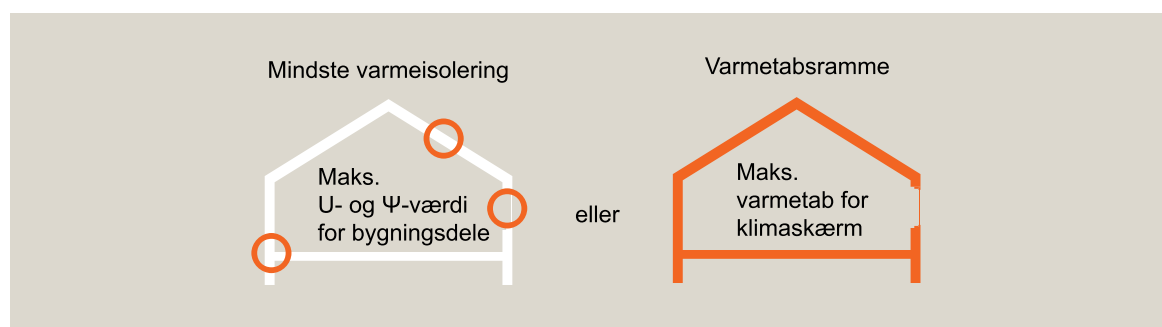 Mindste varmeisolering
Maks.
U- og Ψ-værdi
for bygningsdele
eller
Varmetabsramme
Maks.
varmetab for
klimaskærm